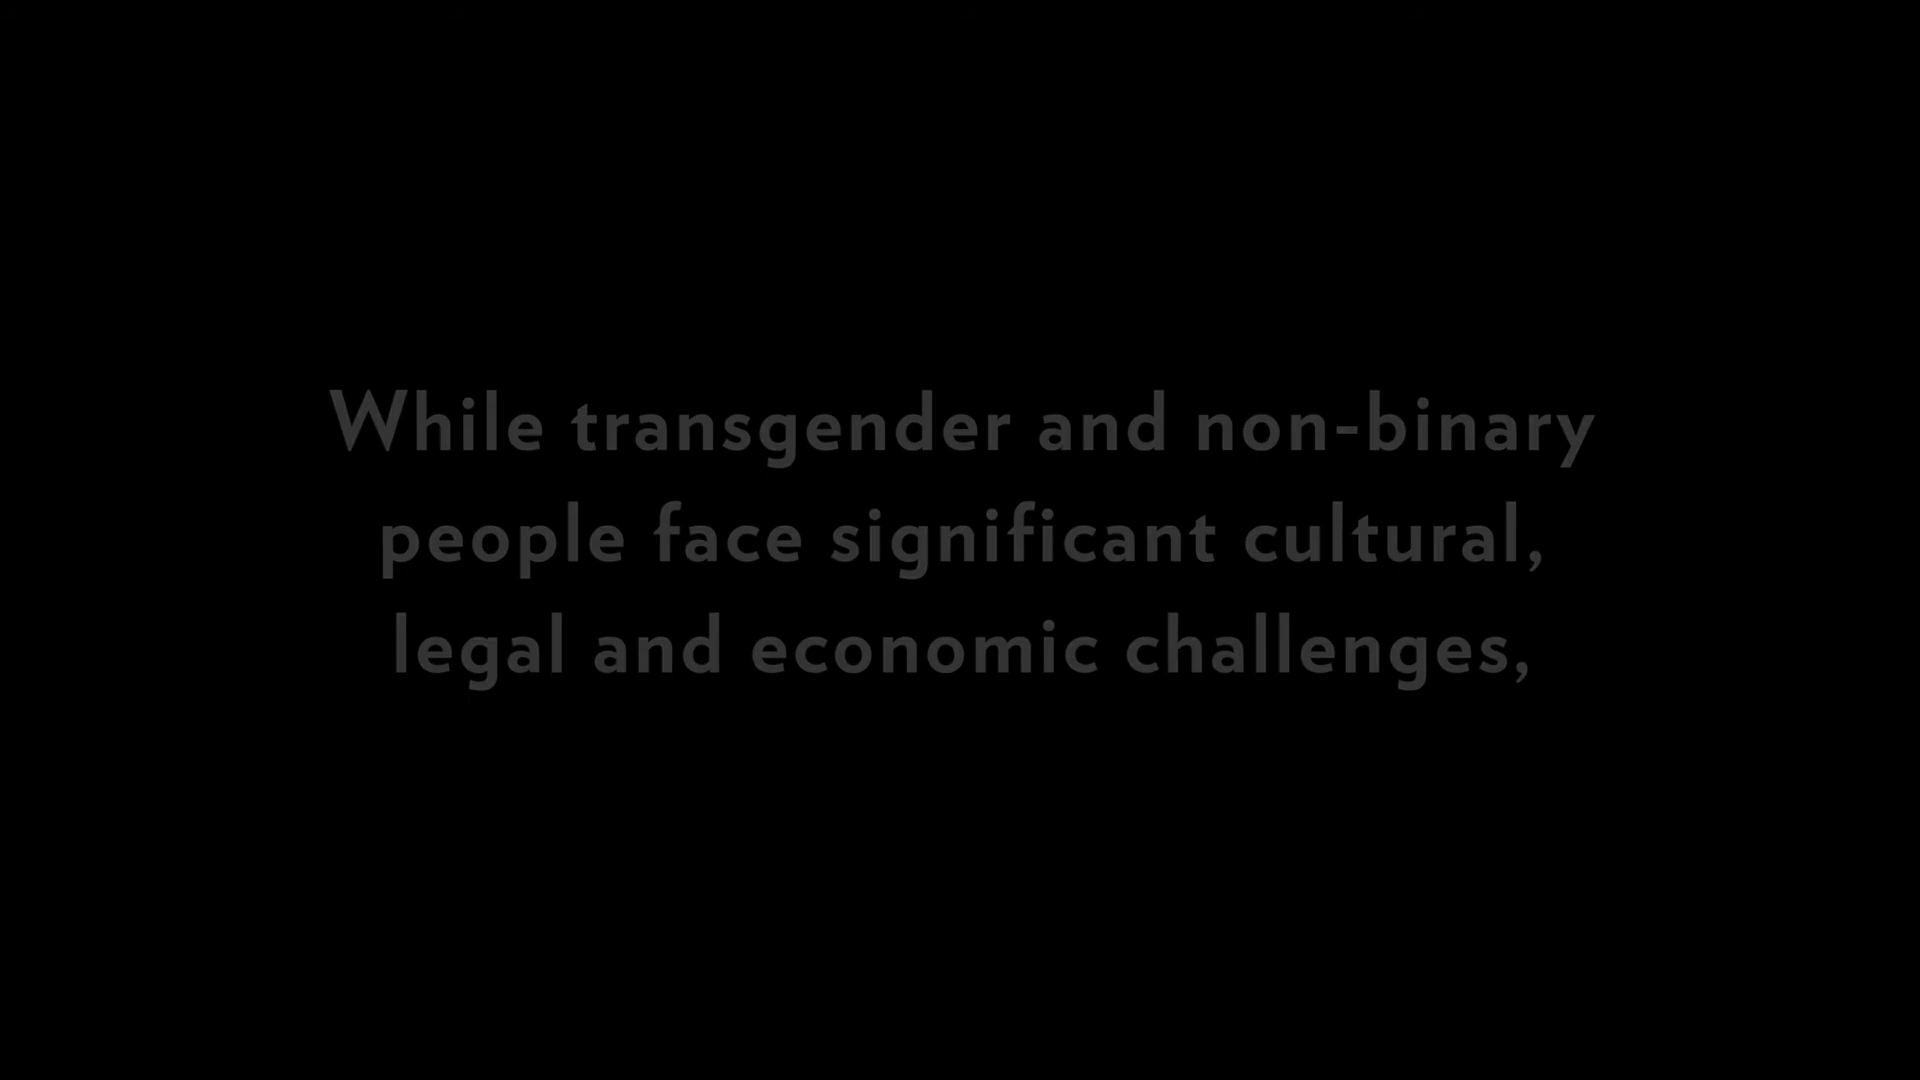 While transgender and non-binary
people face significant cultural,
legal and economic challenges,